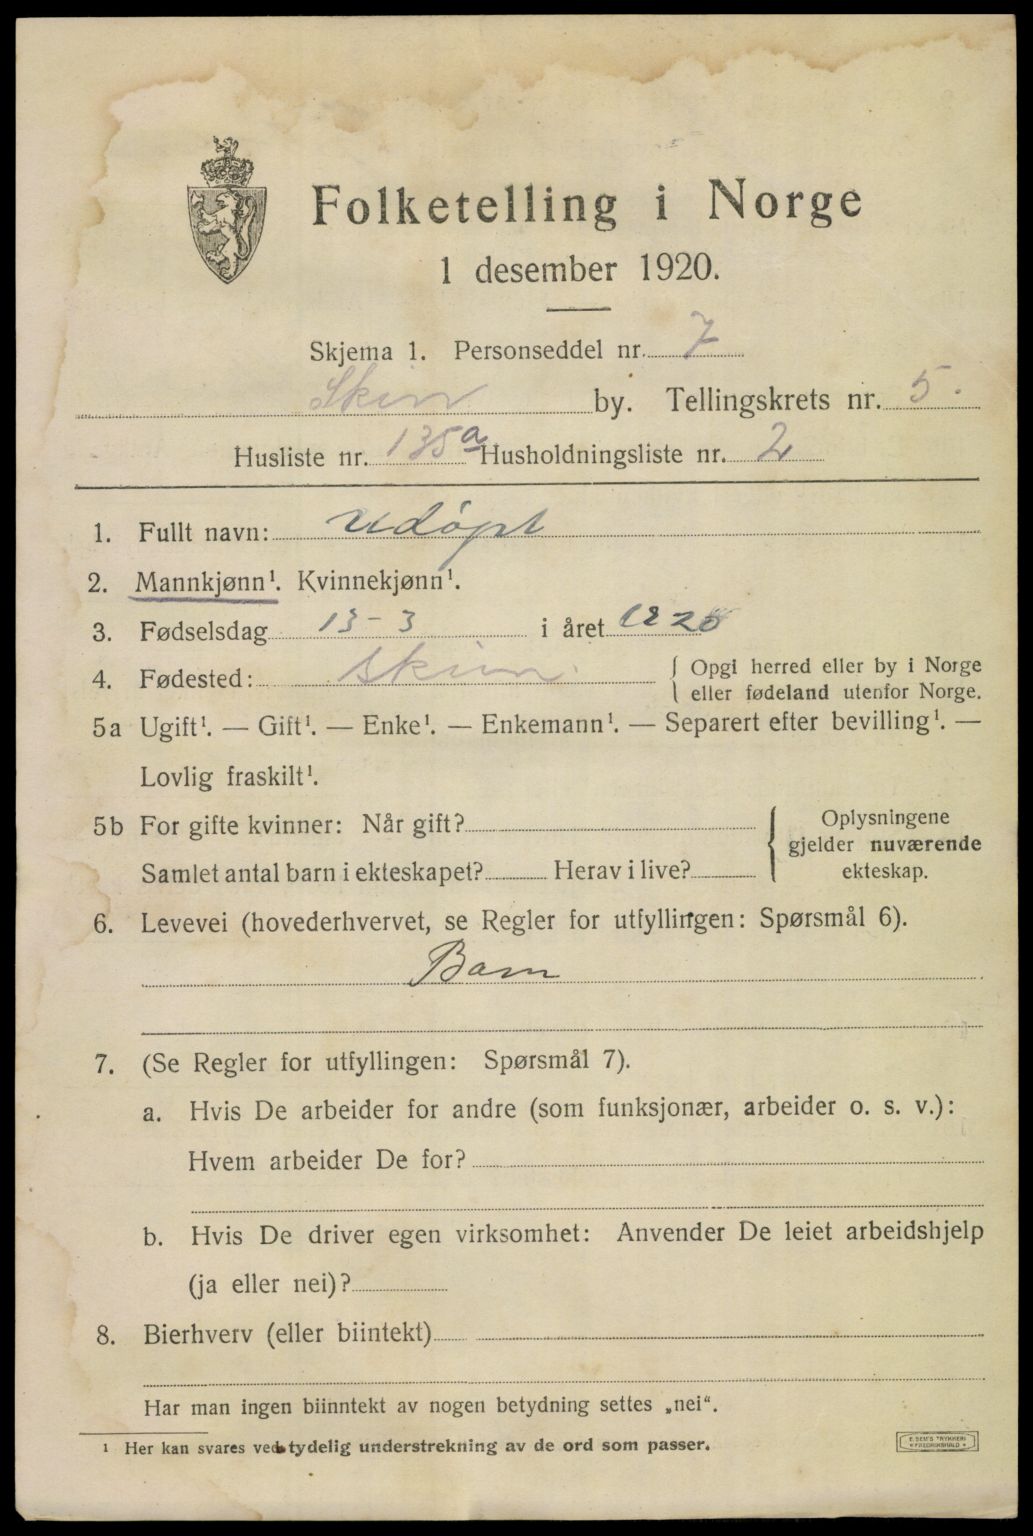 Folketelling i Norge
1 desember 1920.
Skjema 1. Personseddel nr. 7
Skien by. Tellingskrets nr. 5.
Husliste nr. 135a Husholdningsliste nr. 2
1. Fullt navn: Udøpt
2. Mannkjønn¹. Kvinnekjønn¹.
3. Fødselsdag 13-3 i året 1920
4. Fødested: Skien. { Opgi herred eller by i Norge
eller fødeland utenfor Norge.
5a Ugift¹. — Gift¹. — Enke¹. — Enkemann¹. — Separert efter bevilling¹. —
Lovlig fraskilt¹.
5b For gifte kvinner: Når gift? { Oplysningene
gjelder nuværende
Samlet antal barn i ekteskapet? Herav i live? ekteskap.
6. Levevei (hovederhvervet, se Regler for utfyllingen: Spørsmål 6).
Barn
7. (Se Regler for utfyllingen: Spørsmål 7).
a. Hvis De arbeider for andre (som funksjonær, arbeider o. s. v.):
Hvem arbeider De for?
b. Hvis De driver egen virksomhet: Anvender De leiet arbeidshjelp
(ja eller nei)?
8. Bierhverv (eller biintekt)
Har man ingen biinntekt av nogen betydning settes „nei“.
¹ Her kan svares ved tydelig understrekning av de ord som passer.
E. SEM'S TRYKKERI
FREDRIKSHALD